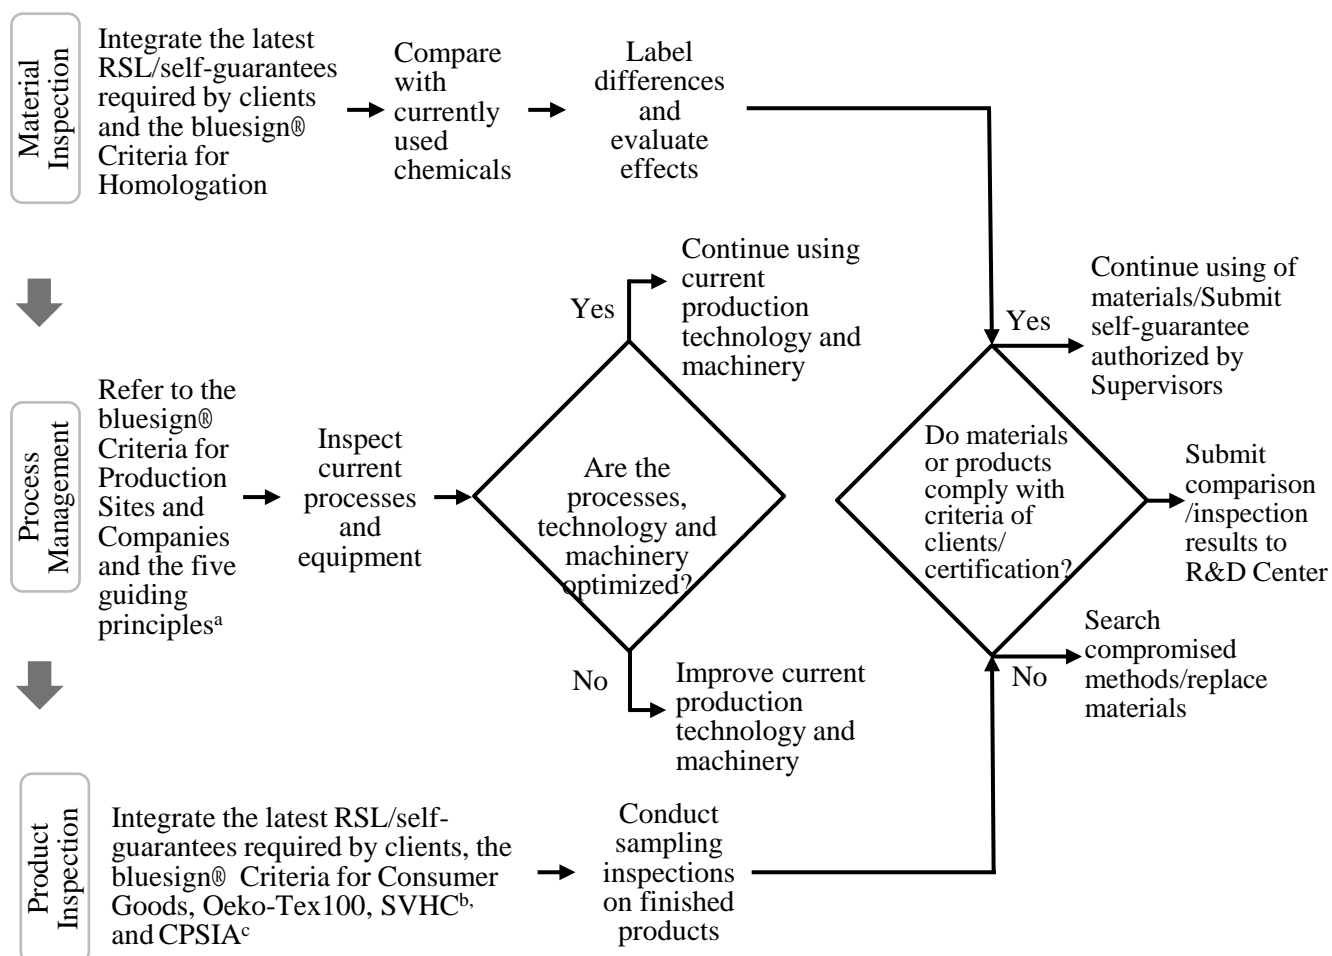 Material
Inspection
Integrate the latest
RSL/self-guarantees
required by clients
and the bluesign®
Criteria for
Homologation
Compare
with
currently
used
chemicals
Label
differences
and
evaluate
effects
Process
Management
Refer to the
bluesign®
Criteria for
Production
Sites and
Companies
and the five
guiding
principlesᵃ
Inspect
current
processes
and
equipment
Are the
processes,
technology and
machinery
optimized?
Yes
Continue using
current
production
technology and
machinery
No
Improve current
production
technology and
machinery
Do materials
or products
comply with
criteria of
clients/
certification?
Yes
Continue using of
materials/Submit
self-guarantee
authorized by
Supervisors
Submit
comparison
/inspection
results to
R&D Center
No
Search
compromised
methods/replace
materials
Product
Inspection
Integrate the latest RSL/self-
guarantees required by clients, the
bluesign® Criteria for Consumer
Goods, Oeko-Tex100, SVHCᵇ,
and CPSIAᶜ
Conduct
sampling
inspections
on finished
products